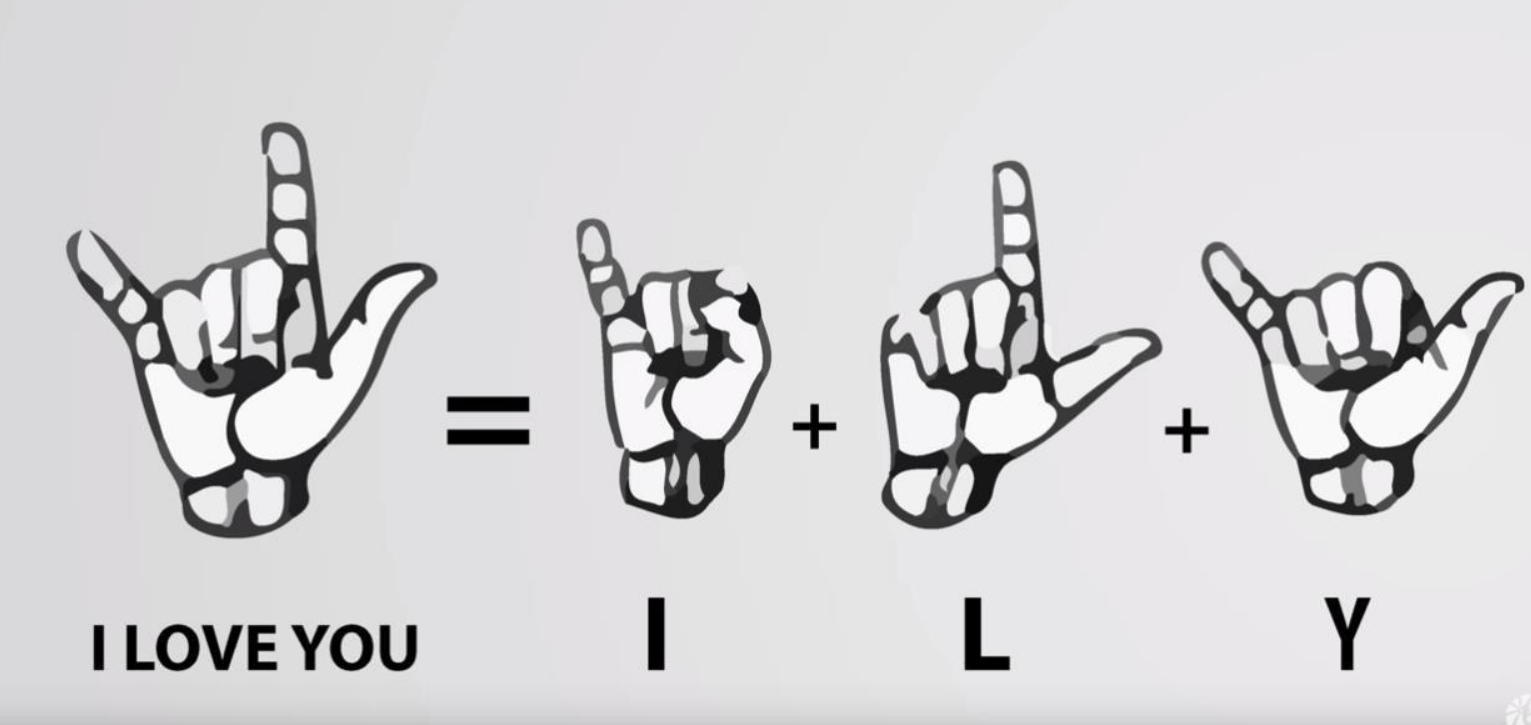 = + +
I LOVE YOU I L Y